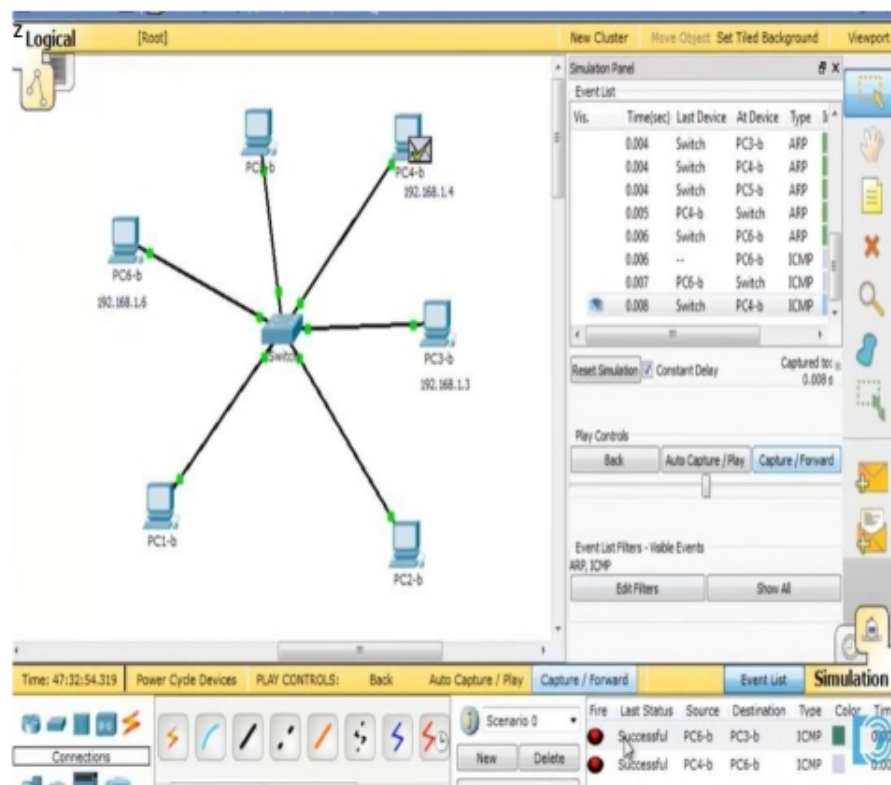 Z
Logical [Root] New Cluster Move Object Set Tiled Background Viewport
Simulation Panel
Event List
Vis. Time(sec) Last Device At Device Type
0.004 Switch PC3-b ARP
0.004 Switch PC4-b ARP
0.004 Switch PC5-b ARP
0.005 PC4-b Switch ARP
0.006 Switch PC6-b ARP
0.006 -- PC6-b ICMP
0.007 PC6-b Switch ICMP
0.008 Switch PC4-b ICMP
Reset Simulation Constant Delay Captured to:
0.008 s
Play Controls
Back Auto Capture / Play Capture / Forward
Event List Filters - Visible Events
ARP, ICMP
Edit Filters Show All
PC4-b
192.168.1.4
PC6-b
192.168.1.6
Switch
PC3-b
192.168.1.3
PC1-b
PC2-b
Time: 47:32:54.319 Power Cycle Devices PLAY CONTROLS: Back Auto Capture / Play Capture / Forward Event List Simulation
Connections
Scenario 0
New Delete
Fire Last Status Source Destination Type Color
Successful PC6-b PC3-b ICMP
Successful PC4-b PC6-b ICMP